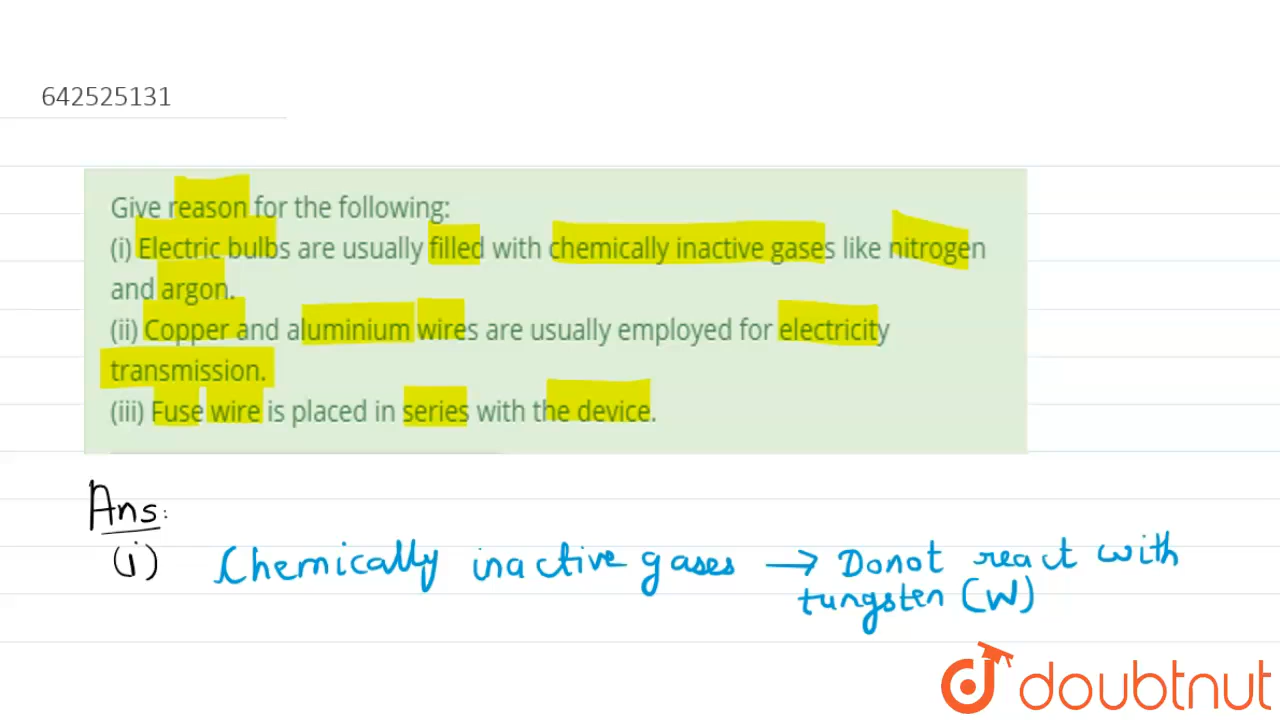 642525131
Give reason for the following:
(i) Electric bulbs are usually filled with chemically inactive gases like nitrogen
and argon.
(ii) Copper and aluminium wires are usually employed for electricity
transmission.
(iii) Fuse wire is placed in series with the device.
Ans:
(i) Chemically inactive gases → Donot react with
tungsten (W)
doubtnut